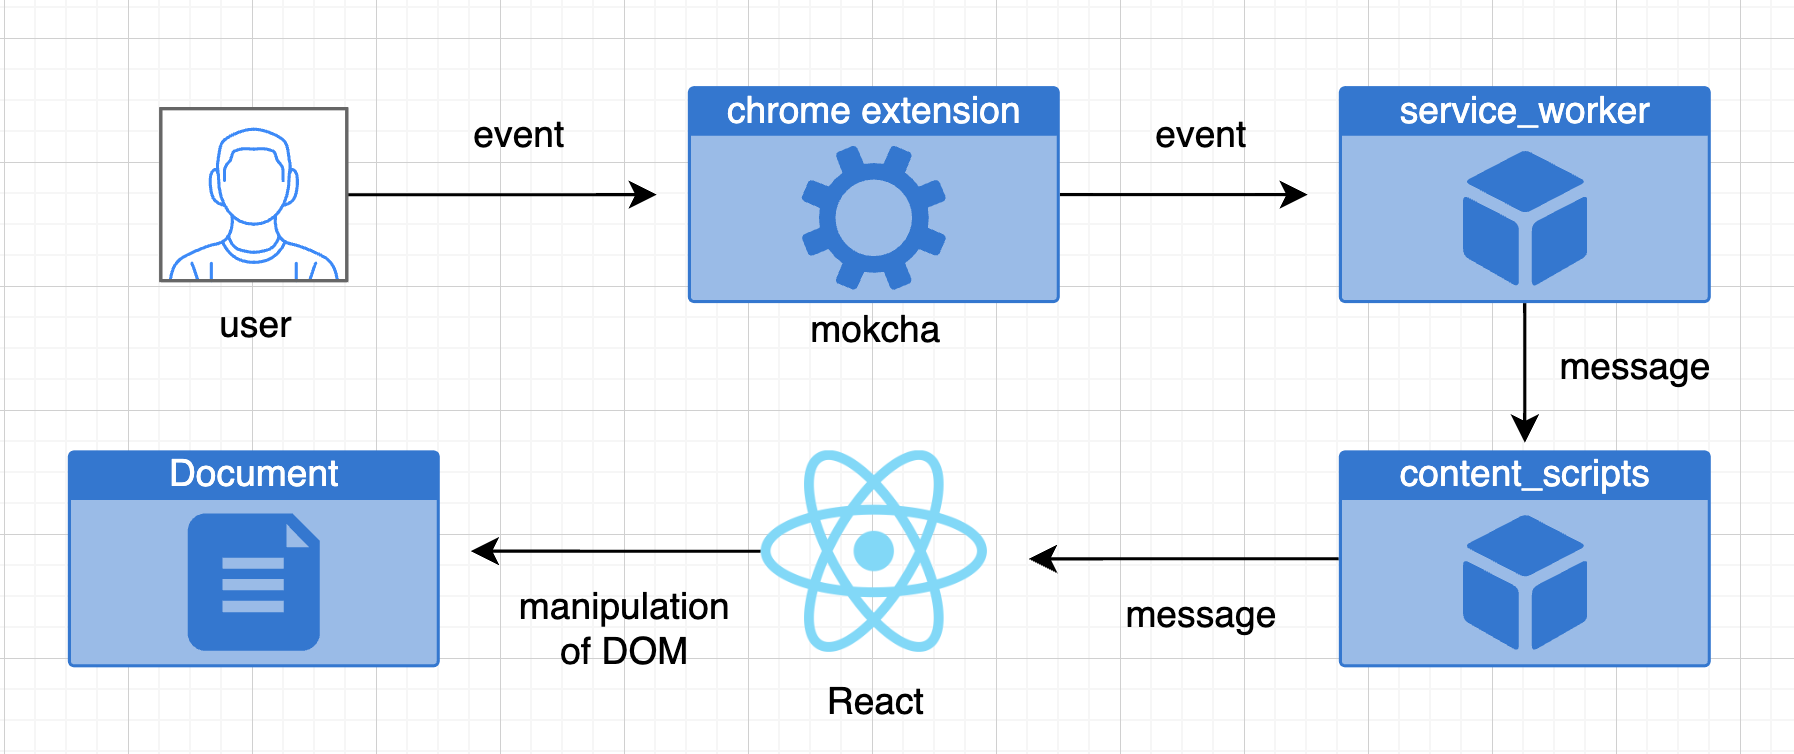 event
chrome extension
event
service_worker
user
mokcha
message
Document
content_scripts
manipulation
of DOM
message
React